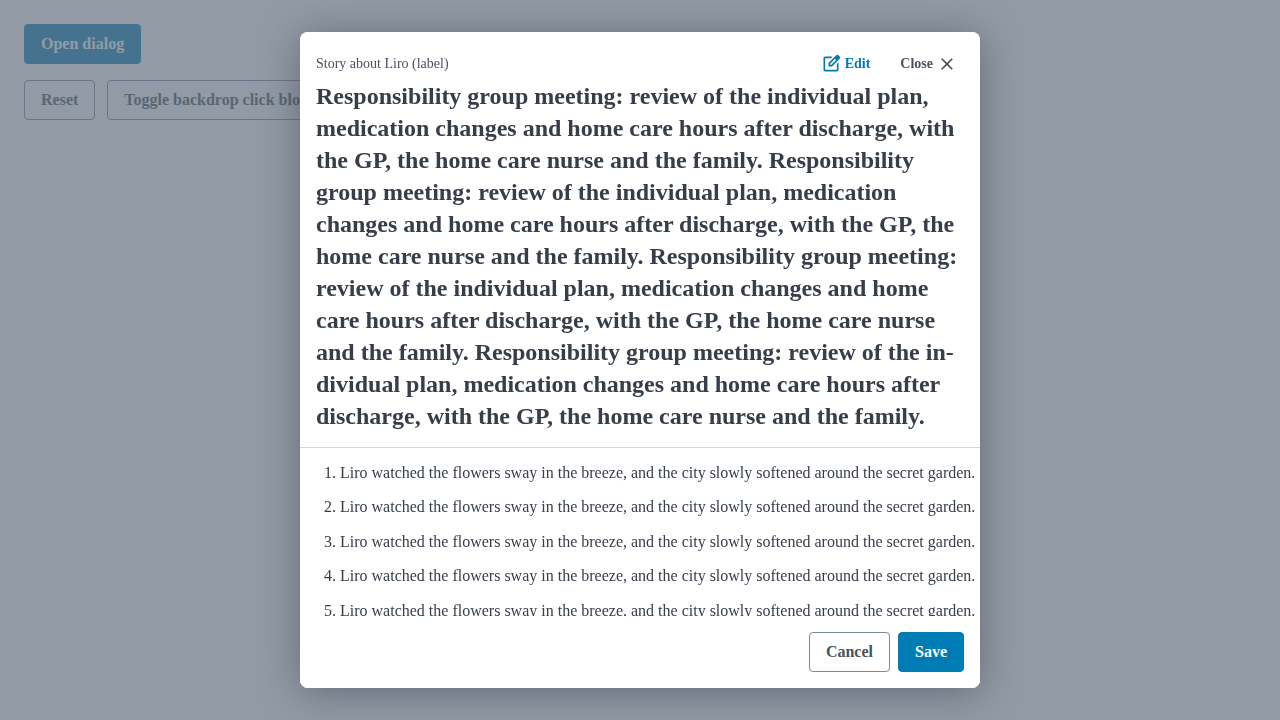 Open dialog
Reset
Toggle backdrop click blo
Story about Liro (label)
Edit
Close
Responsibility group meeting: review of the individual plan,
medication changes and home care hours after discharge, with
the GP, the home care nurse and the family. Responsibility
group meeting: review of the individual plan, medication
changes and home care hours after discharge, with the GP, the
home care nurse and the family. Responsibility group meeting:
review of the individual plan, medication changes and home
care hours after discharge, with the GP, the home care nurse
and the family. Responsibility group meeting: review of the in-
dividual plan, medication changes and home care hours after
discharge, with the GP, the home care nurse and the family.
1. Liro watched the flowers sway in the breeze, and the city slowly softened around the secret garden.
2. Liro watched the flowers sway in the breeze, and the city slowly softened around the secret garden.
3. Liro watched the flowers sway in the breeze, and the city slowly softened around the secret garden.
4. Liro watched the flowers sway in the breeze, and the city slowly softened around the secret garden.
5. Liro watched the flowers sway in the breeze, and the city slowly softened around the secret garden.
Cancel
Save